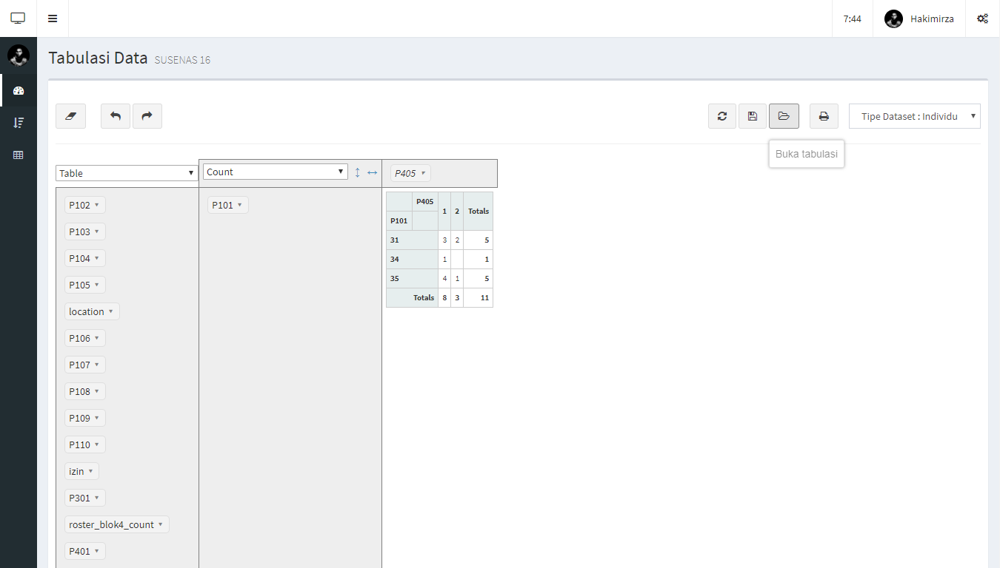 7:44 Hakimirza
Tabulasi Data SUSENAS 16
Tipe Dataset : Individu
Buka tabulasi
Table Count P405
P102
P103
P104
P105
location
P106
P107
P108
P109
P110
izin
P301
roster_blok4_count
P401
P101
P405 1 2 Totals
P101
31 3 2 5
34 1 1
35 4 1 5
Totals 8 3 11